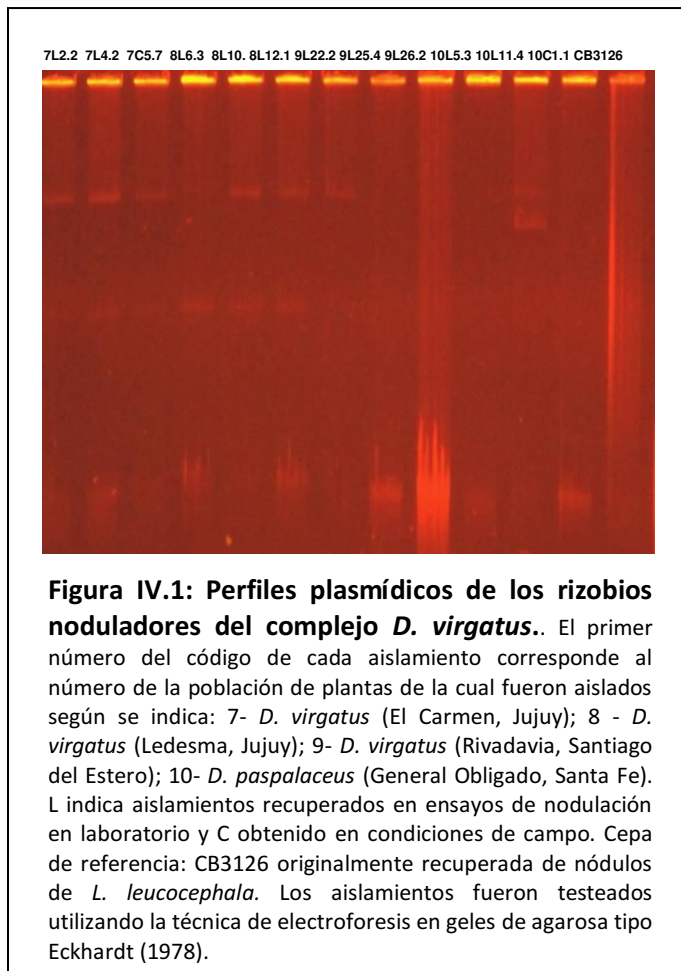 7L2.2 7L4.2 7C5.7 8L6.3 8L10. 8L12.1 9L22.2 9L25.4 9L26.2 10L5.3 10L11.4 10C1.1 CB3126
Figura IV.1: Perfiles plasmídicos de los rizobios
noduladores del complejo D. virgatus.. El primer
número del código de cada aislamiento corresponde al
número de la población de plantas de la cual fueron aislados
según se indica: 7- D. virgatus (El Carmen, Jujuy); 8 - D.
virgatus (Ledesma, Jujuy); 9- D. virgatus (Rivadavia, Santiago
del Estero); 10- D. paspalaceus (General Obligado, Santa Fe).
L indica aislamientos recuperados en ensayos de nodulación
en laboratorio y C obtenido en condiciones de campo. Cepa
de referencia: CB3126 originalmente recuperada de nódulos
de L. leucocephala. Los aislamientos fueron testeados
utilizando la técnica de electroforesis en geles de agarosa tipo
Eckhardt (1978).